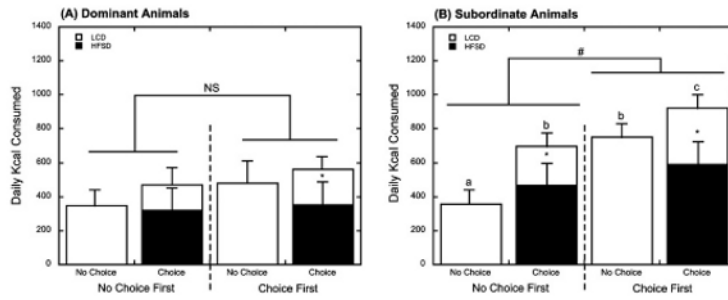 (A) Dominant Animals
1400
1200
1000
800
600
400
200
0
Daily Kcal Consumed
LCD
HFSD
NS
*
No Choice
Choice
No Choice
Choice
No Choice First
Choice First
(B) Subordinate Animals
1400
1200
1000
800
600
400
200
0
Daily Kcal Consumed
LCD
HFSD
#
a
b
*
b
c
*
No Choice
Choice
No Choice
Choice
No Choice First
Choice First